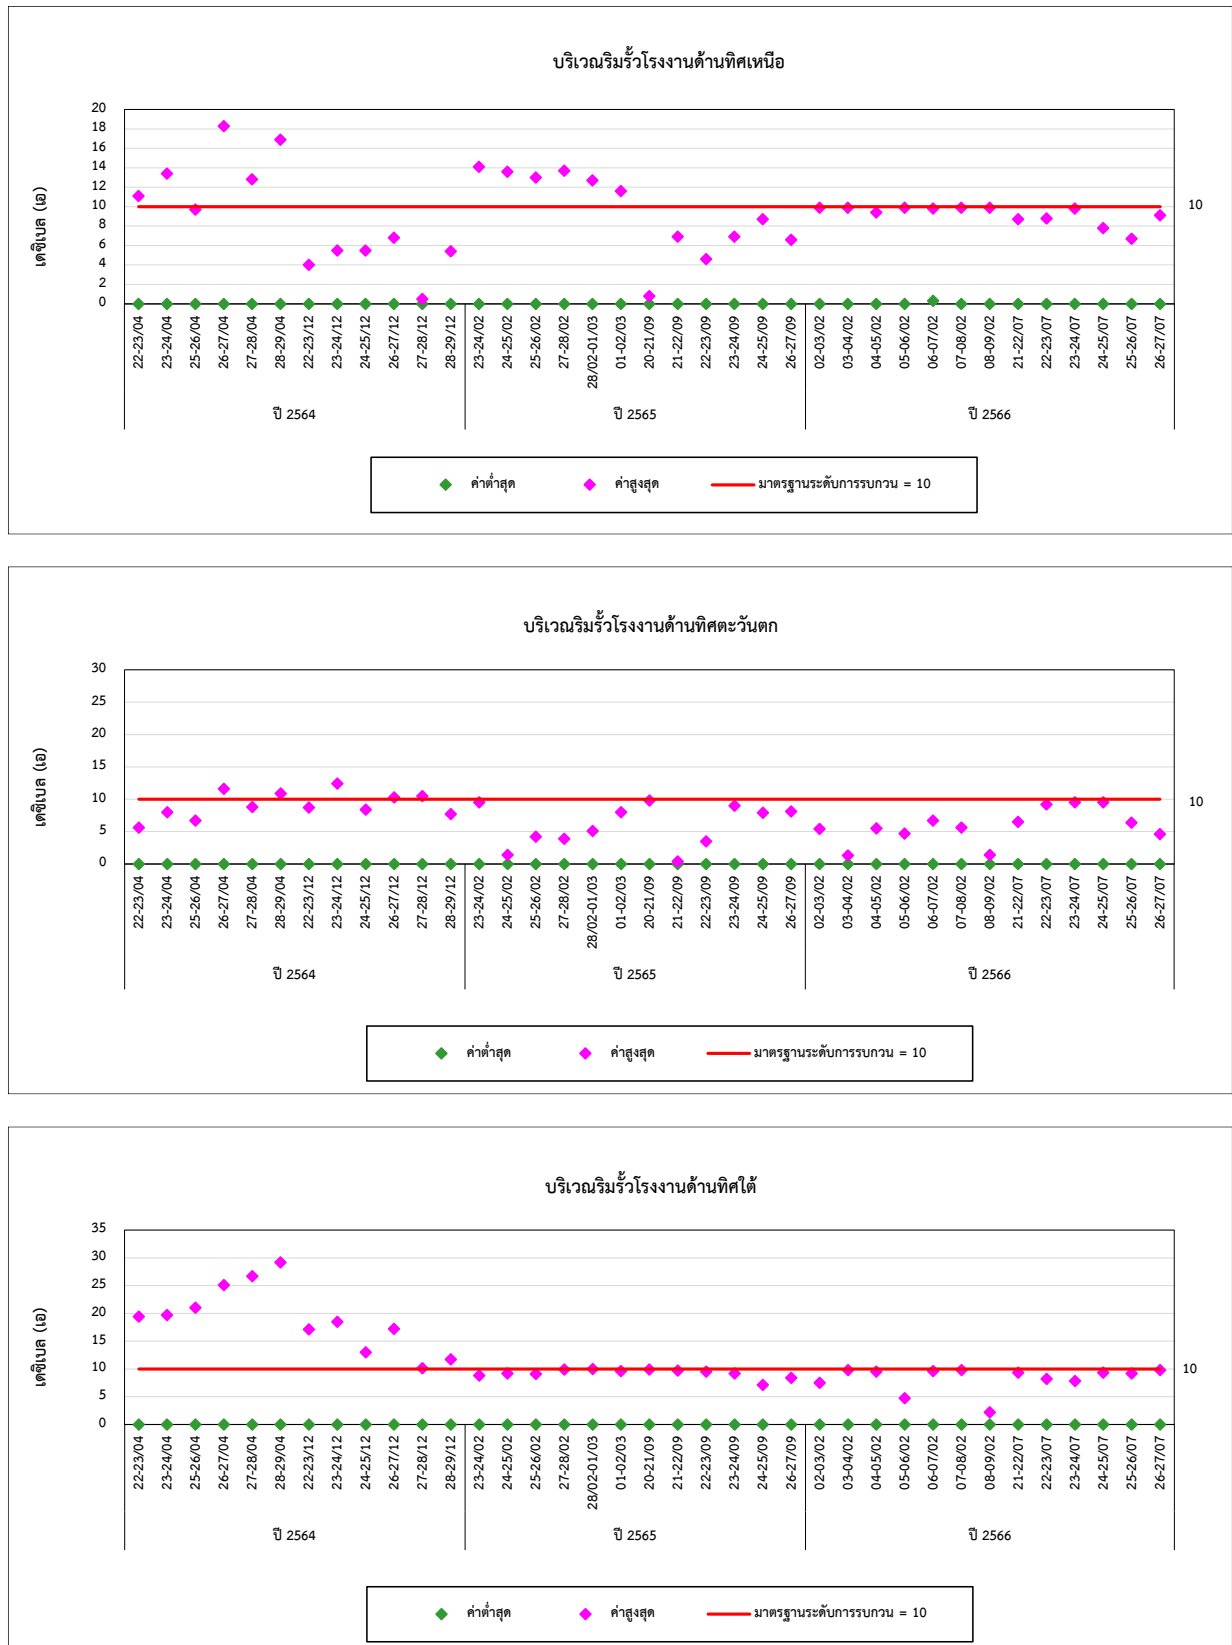 บริเวณริมรั้วโรงงานด้านทิศเหนือ
เดซิเบล (เอ)
20
18
16
14
12
10
8
6
4
2
0
10
22-23/04 23-24/04 25-26/04 26-27/04 27-28/04 28-29/04 22-23/12 23-24/12 24-25/12 26-27/12 27-28/12 28-29/12 23-24/02 24-25/02 25-26/02 27-28/02 28/02-01/03 01-02/03 20-21/09 21-22/09 22-23/09 23-24/09 24-25/09 26-27/09 02-03/02 03-04/02 04-05/02 05-06/02 06-07/02 07-08/02 08-09/02 21-22/07 22-23/07 23-24/07 24-25/07 25-26/07 26-27/07
ปี 2564 ปี 2565 ปี 2566
ค่าต่ำสุด ค่าสูงสุด มาตรฐานระดับการรบกวน = 10
บริเวณริมรั้วโรงงานด้านทิศตะวันตก
เดซิเบล (เอ)
30
25
20
15
10
5
0
10
22-23/04 23-24/04 25-26/04 26-27/04 27-28/04 28-29/04 22-23/12 23-24/12 24-25/12 26-27/12 27-28/12 28-29/12 23-24/02 24-25/02 25-26/02 27-28/02 28/02-01/03 01-02/03 20-21/09 21-22/09 22-23/09 23-24/09 24-25/09 26-27/09 02-03/02 03-04/02 04-05/02 05-06/02 06-07/02 07-08/02 08-09/02 21-22/07 22-23/07 23-24/07 24-25/07 25-26/07 26-27/07
ปี 2564 ปี 2565 ปี 2566
ค่าต่ำสุด ค่าสูงสุด มาตรฐานระดับการรบกวน = 10
บริเวณริมรั้วโรงงานด้านทิศใต้
เดซิเบล (เอ)
35
30
25
20
15
10
5
0
10
22-23/04 23-24/04 25-26/04 26-27/04 27-28/04 28-29/04 22-23/12 23-24/12 24-25/12 26-27/12 27-28/12 28-29/12 23-24/02 24-25/02 25-26/02 27-28/02 28/02-01/03 01-02/03 20-21/09 21-22/09 22-23/09 23-24/09 24-25/09 26-27/09 02-03/02 03-04/02 04-05/02 05-06/02 06-07/02 07-08/02 08-09/02 21-22/07 22-23/07 23-24/07 24-25/07 25-26/07 26-27/07
ปี 2564 ปี 2565 ปี 2566
ค่าต่ำสุด ค่าสูงสุด มาตรฐานระดับการรบกวน = 10